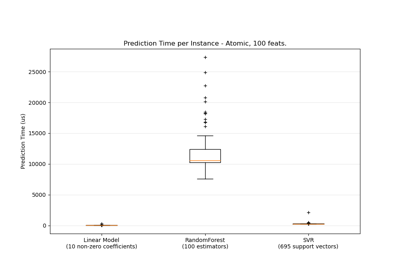 Prediction Time per Instance - Atomic, 100 feats.
Prediction Time (us)
25000
20000
15000
10000
5000
0
Linear Model
(10 non-zero coefficients)
RandomForest
(100 estimators)
SVR
(695 support vectors)